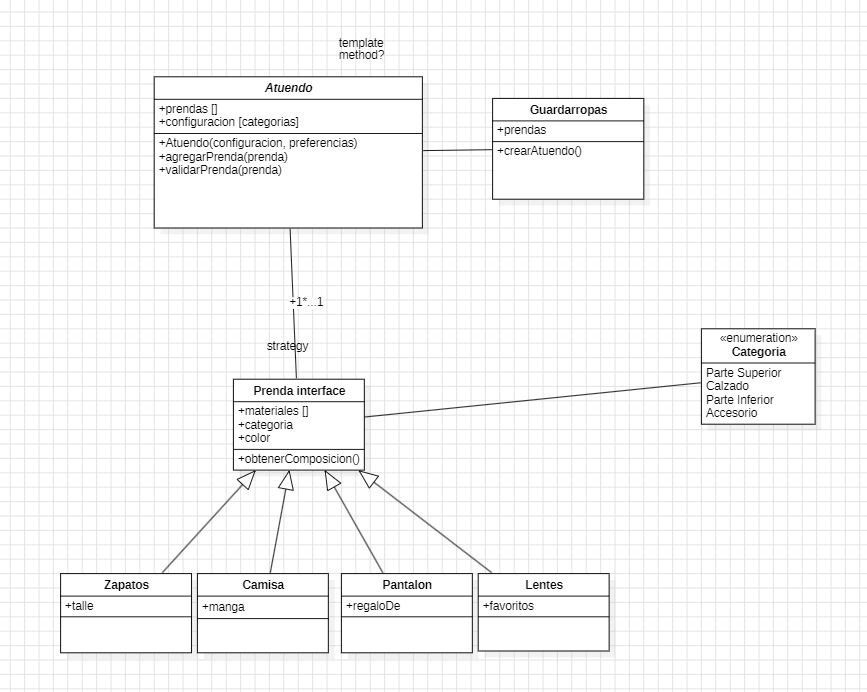 template
method?
Atuendo
+prendas []
+configuracion [categorias]
+Atuendo(configuracion, preferencias)
+agregarPrenda(prenda)
+validarPrenda(prenda)
Guardarropas
+prendas
+crearAtuendo()
+1*...1
strategy
«enumeration»
Categoria
Parte Superior
Calzado
Parte Inferior
Accesorio
Prenda interface
+materiales []
+categoria
+color
+obtenerComposicion()
Zapatos
+talle
Camisa
+manga
Pantalon
+regaloDe
Lentes
+favoritos